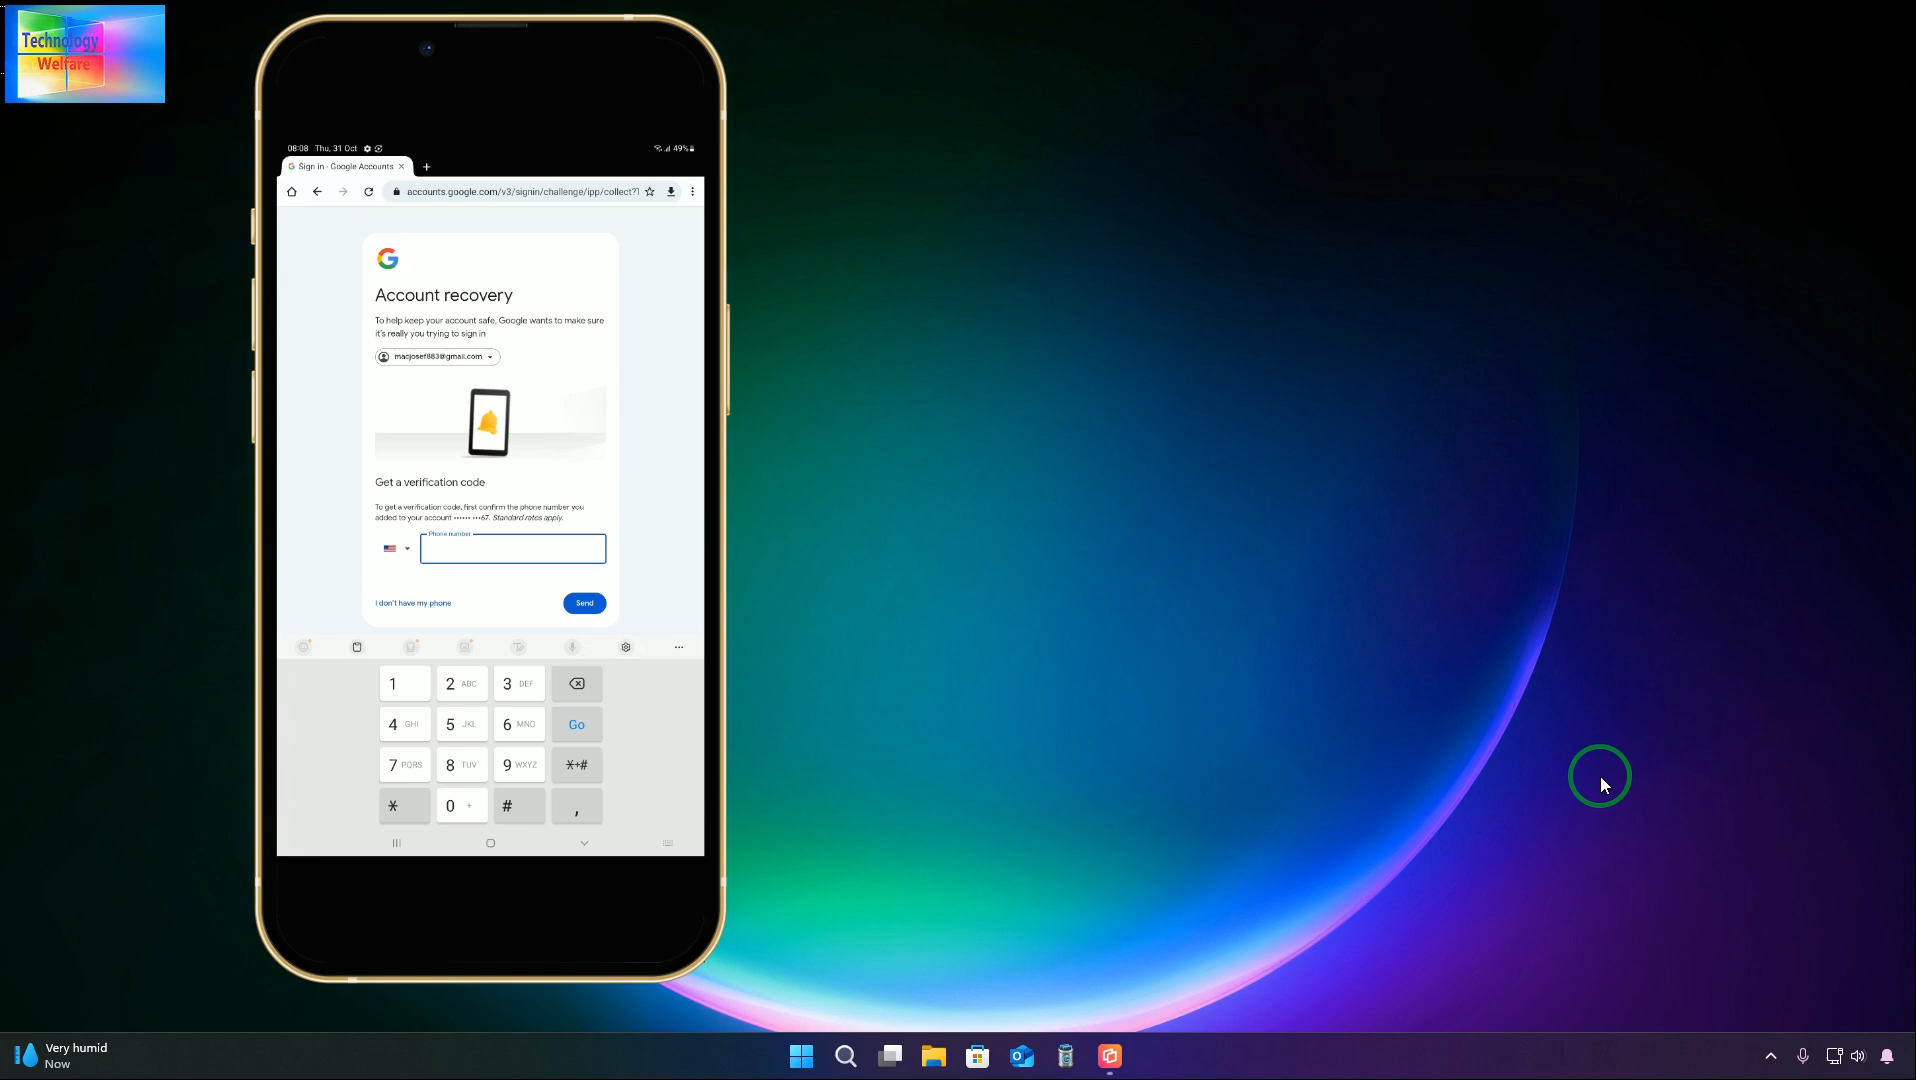 Technology
Welfare
08:08 Thu, 31 Oct
49%
Sign in - Google Accounts
accounts.google.com/v3/signin/challenge/ipp/collect?1
Account recovery
To help keep your account safe, Google wants to make sure
it's really you trying to sign in
macjosef883@gmail.com
Get a verification code
To get a verification code, first confirm the phone number you
added to your account •••••• •••67. Standard rates apply.
Phone number
I don't have my phone
Send
1
2 ABC
3 DEF
4 GHI
5 JKL
6 MNO
Go
7 PQRS
8 TUV
9 WXYZ
*+#
*
0 +
#
,
Very humid
Now